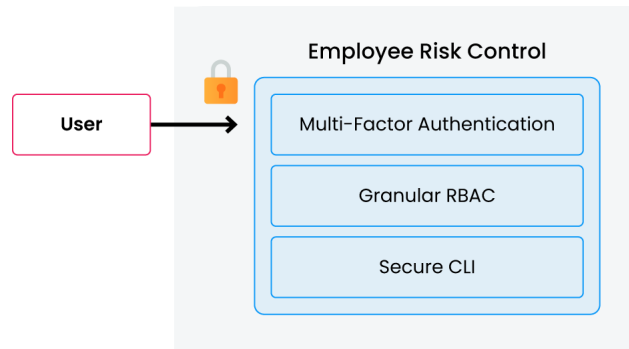 Employee Risk Control
User
Multi-Factor Authentication
Granular RBAC
Secure CLI